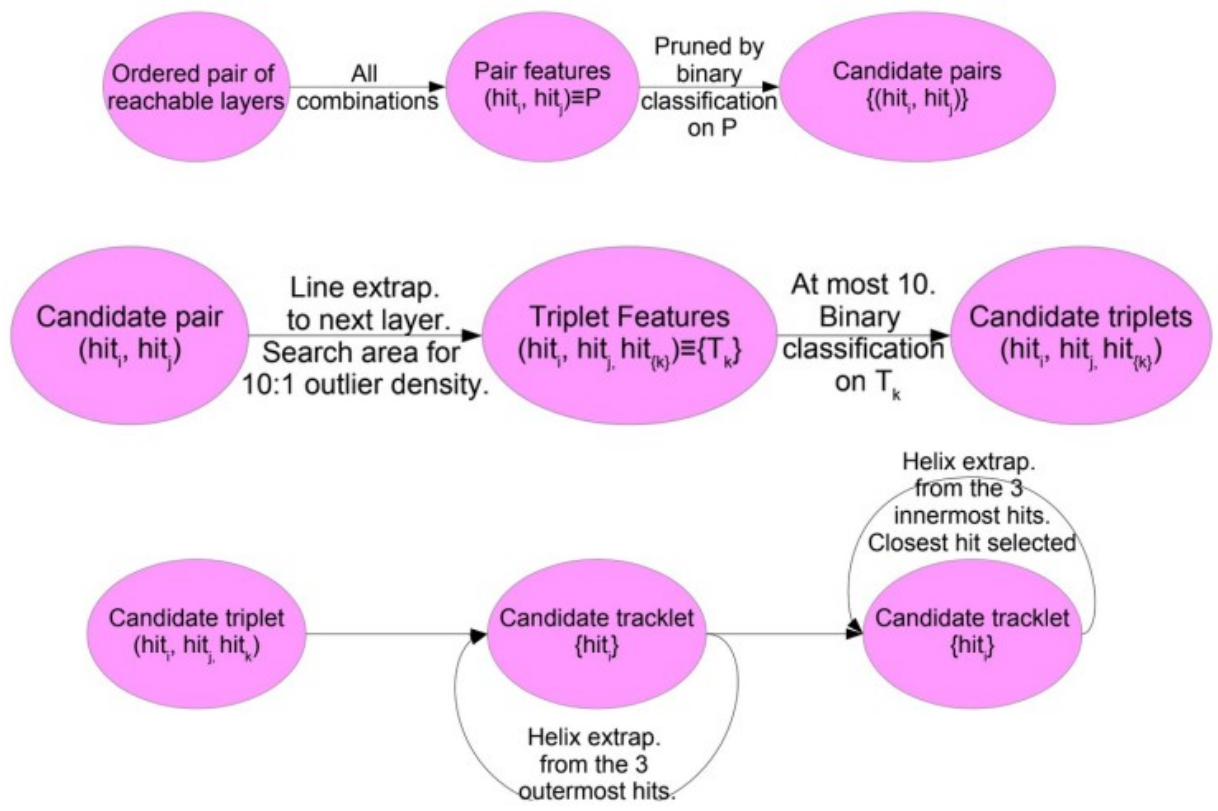 Ordered pair of
reachable layers
All
combinations
Pair features
(hit_i, hit_j)≡P
Pruned by
binary
classification
on P
Candidate pairs
{(hit_i, hit_j)}
Candidate pair
(hit_i, hit_j)
Line extrap.
to next layer.
Search area for
10:1 outlier density.
Triplet Features
(hit_i, hit_j, hit_{k})≡{T_k}
At most 10.
Binary
classification
on T_k
Candidate triplets
(hit_i, hit_j, hit_{k})
Candidate triplet
(hit_i, hit_j, hit_k)
Candidate tracklet
{hit_i}
Helix extrap.
from the 3
outermost hits.
Helix extrap.
from the 3
innermost hits.
Closest hit selected
Candidate tracklet
{hit_i}